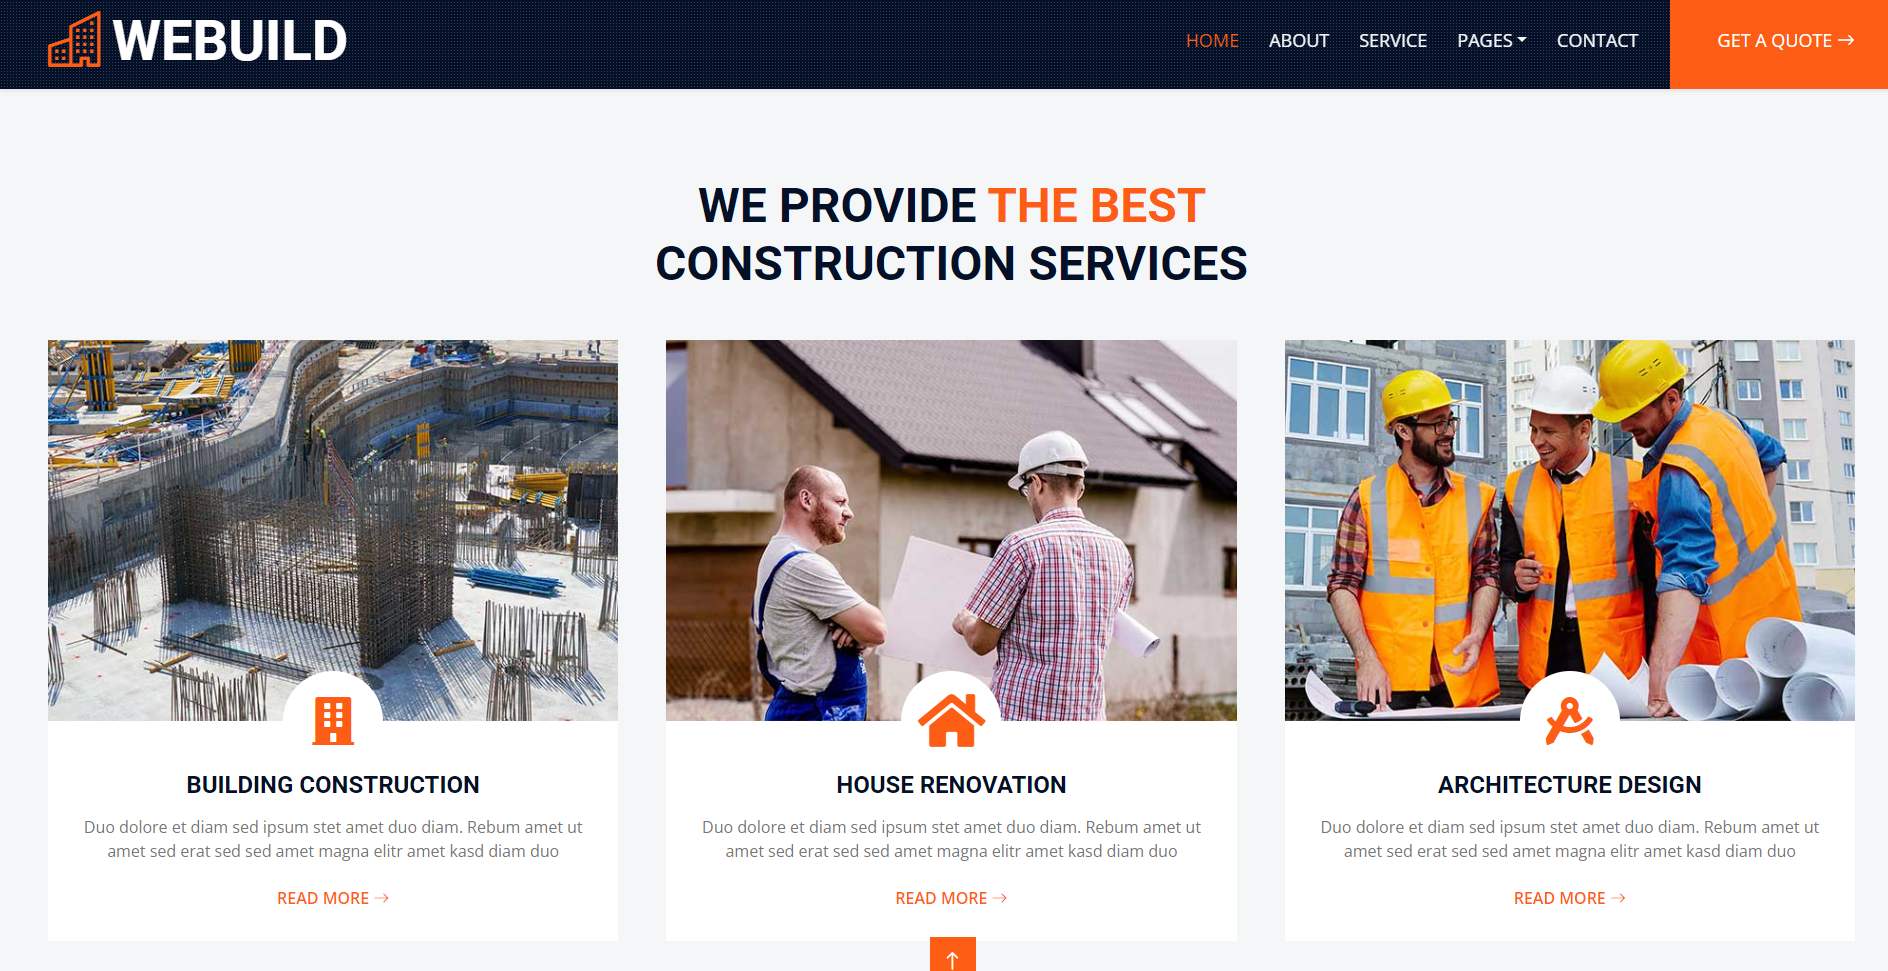 WEBUILD
HOME ABOUT SERVICE PAGES CONTACT GET A QUOTE →
WE PROVIDE THE BEST
CONSTRUCTION SERVICES
BUILDING CONSTRUCTION
Duo dolore et diam sed ipsum stet amet duo diam. Rebum amet ut
amet sed erat sed sed amet magna elitr amet kasd diam duo
READ MORE →
HOUSE RENOVATION
Duo dolore et diam sed ipsum stet amet duo diam. Rebum amet ut
amet sed erat sed sed amet magna elitr amet kasd diam duo
READ MORE →
ARCHITECTURE DESIGN
Duo dolore et diam sed ipsum stet amet duo diam. Rebum amet ut
amet sed erat sed sed amet magna elitr amet kasd diam duo
READ MORE →